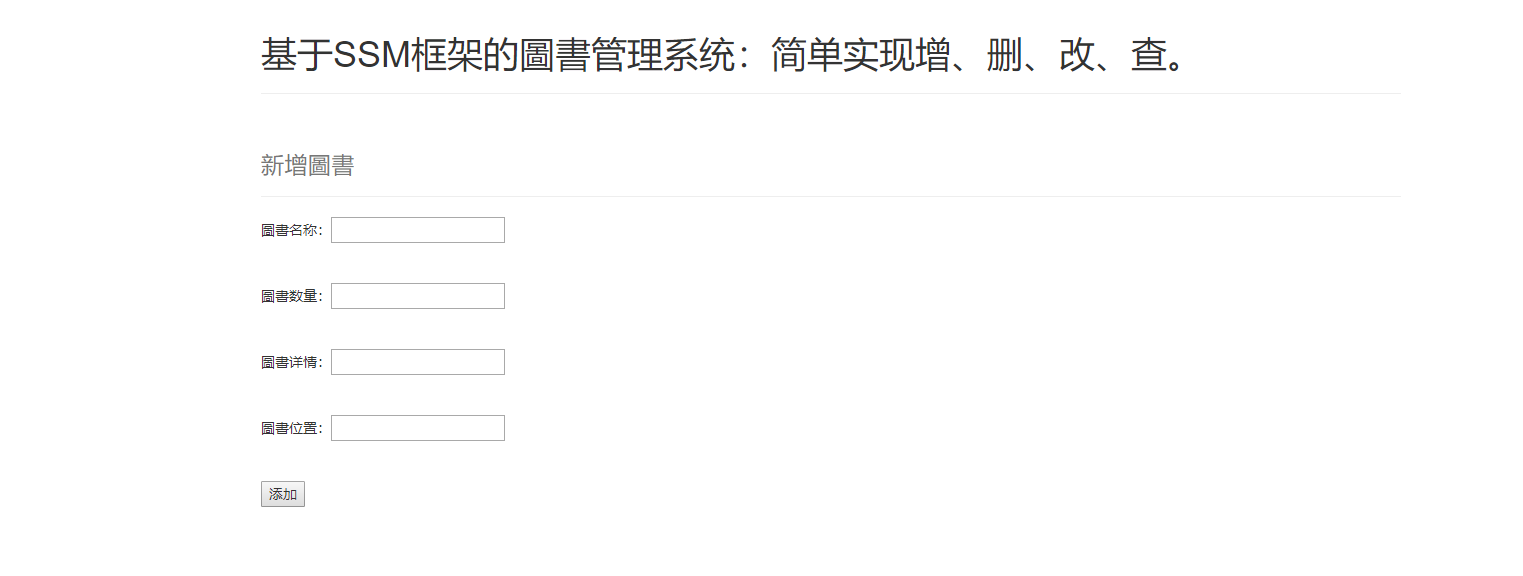 基于SSM框架的圖書管理系统：简单实现增、删、改、查。
新增圖書
圖書名称：
圖書数量：
圖書详情：
圖書位置：
添加